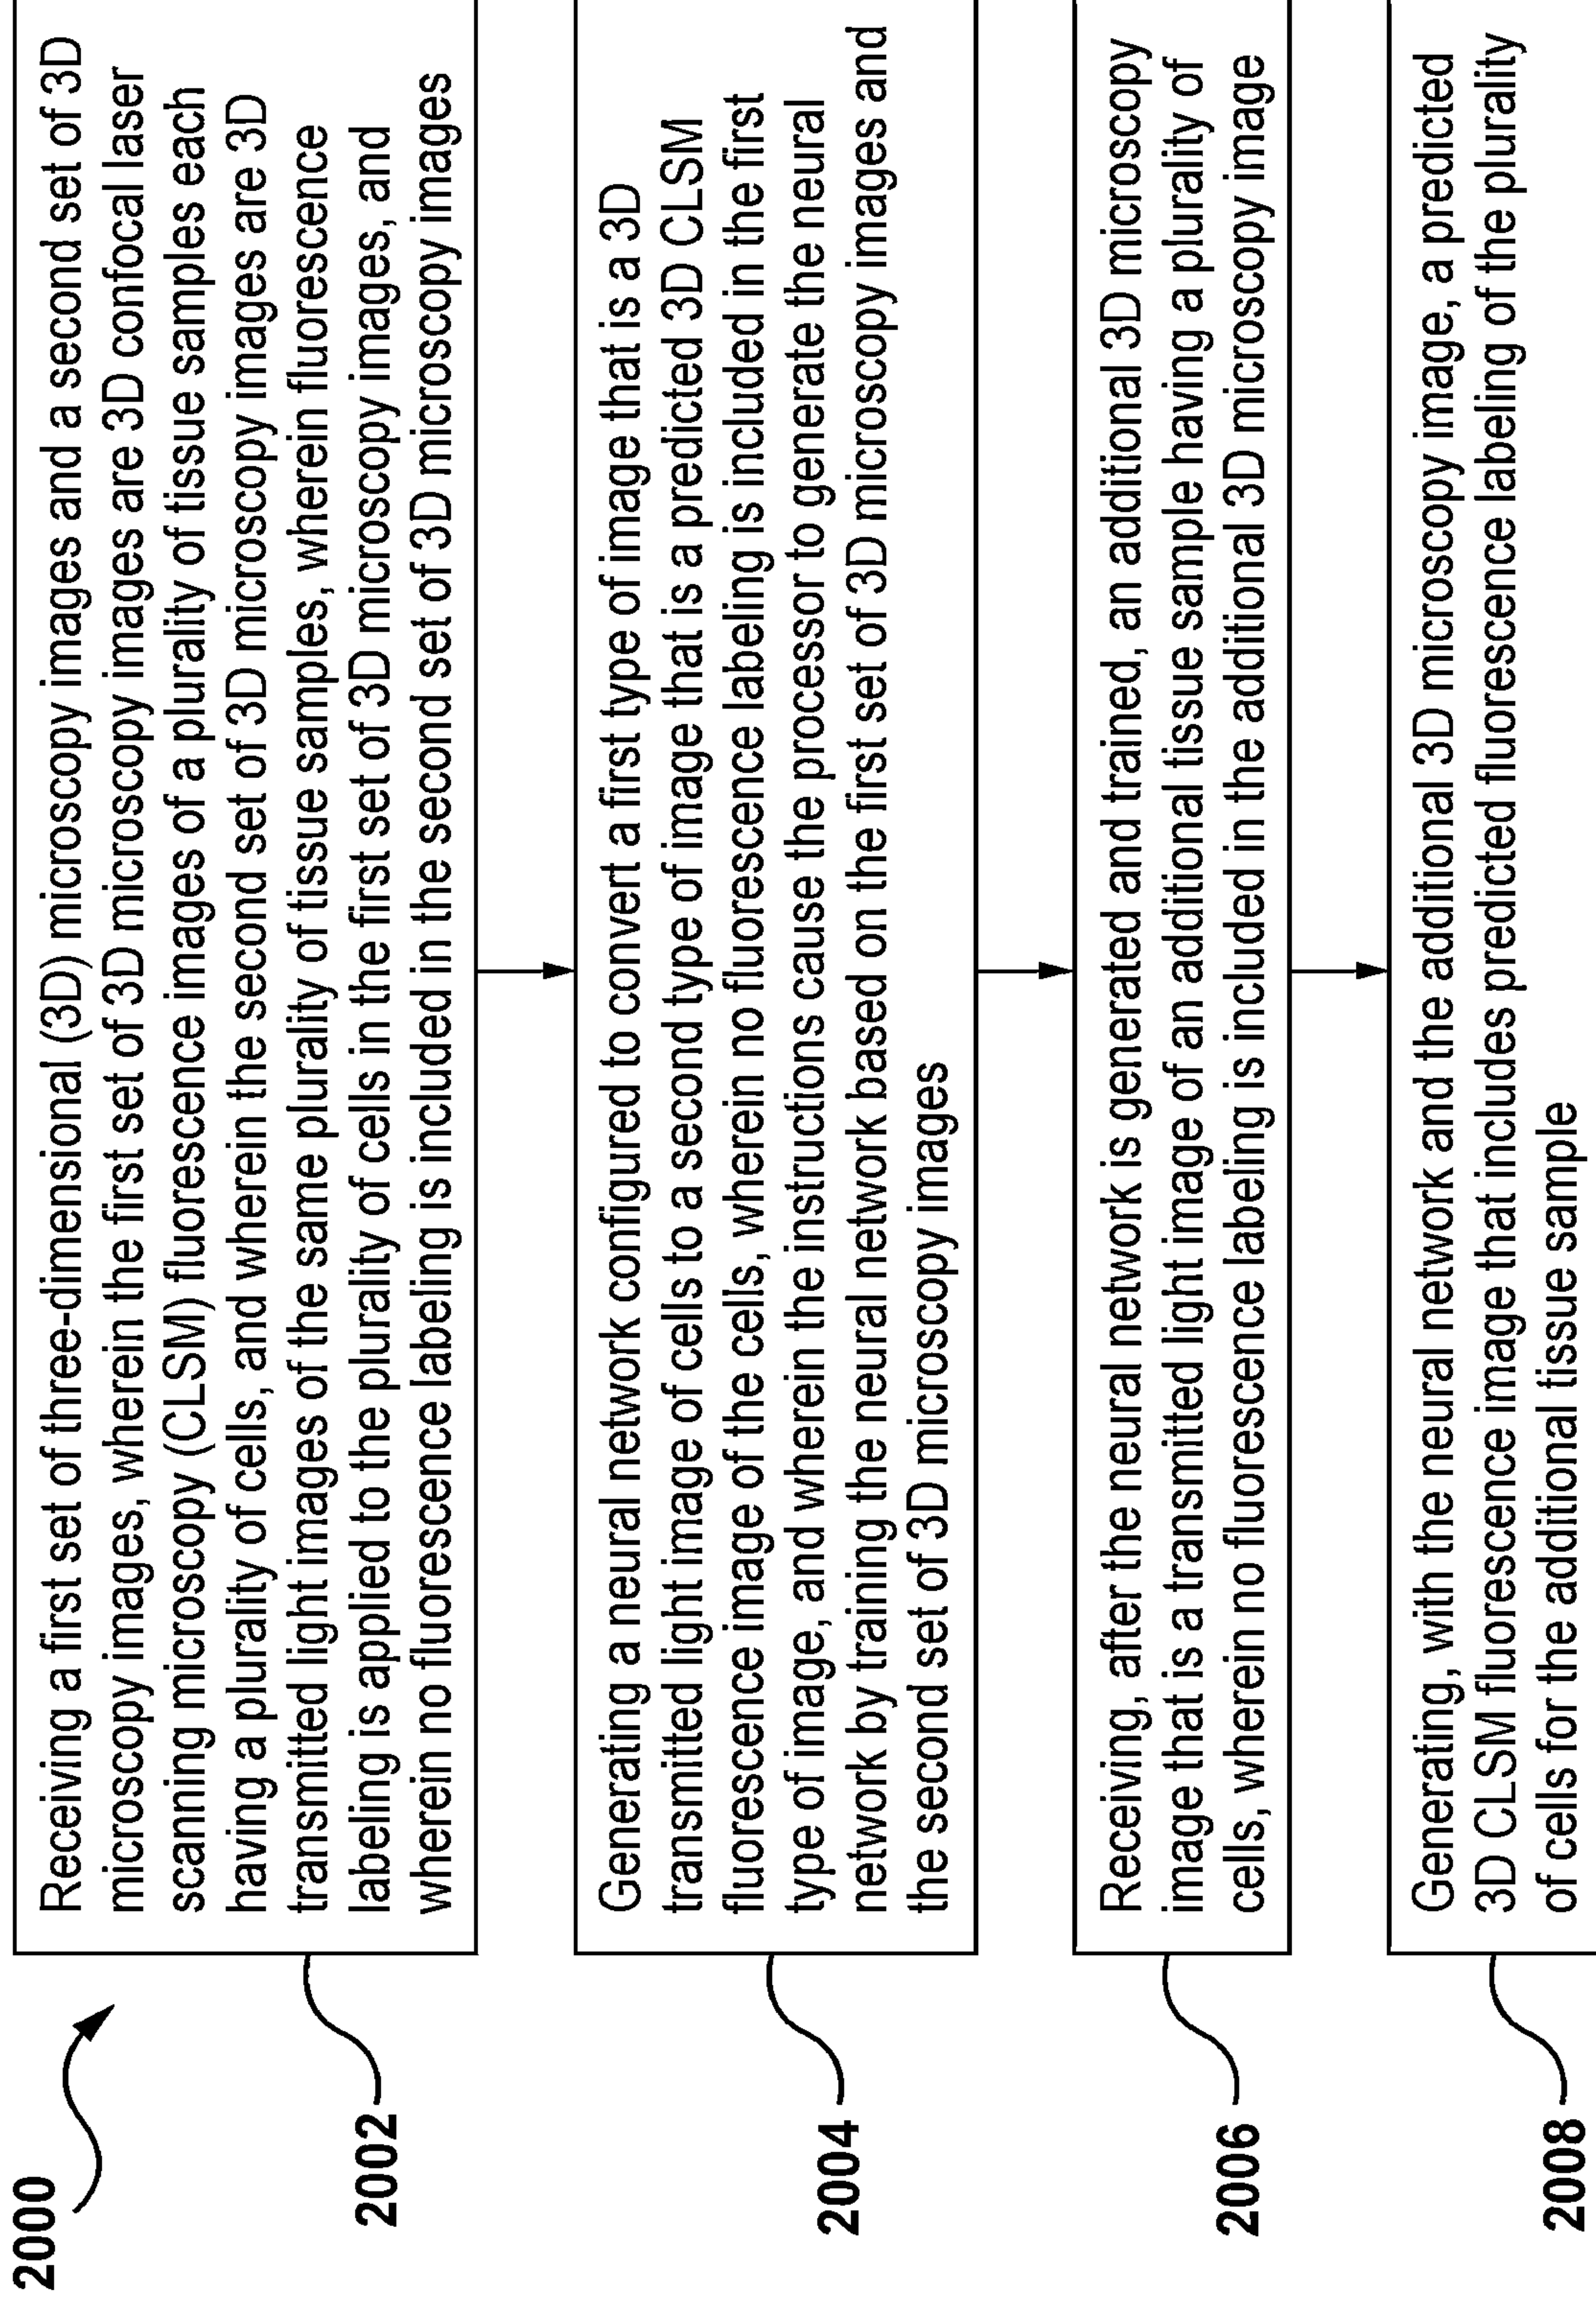 2000
2002
Receiving a first set of three-dimensional (3D) microscopy images and a second set of 3D
microscopy images, wherein the first set of 3D microscopy images are 3D confocal laser
scanning microscopy (CLSM) fluorescence images of a plurality of tissue samples each
having a plurality of cells, and wherein the second set of 3D microscopy images are 3D
transmitted light images of the same plurality of tissue samples, wherein fluorescence
labeling is applied to the plurality of cells in the first set of 3D microscopy images, and
wherein no fluorescence labeling is included in the second set of 3D microscopy images
2004
Generating a neural network configured to convert a first type of image that is a 3D
transmitted light image of cells to a second type of image that is a predicted 3D CLSM
fluorescence image of the cells, wherein no fluorescence labeling is included in the first
type of image, and wherein the instructions cause the processor to generate the neural
network by training the neural network based on the first set of 3D microscopy images and
the second set of 3D microscopy images
2006
Receiving, after the neural network is generated and trained, an additional 3D microscopy
image that is a transmitted light image of an additional tissue sample having a plurality of
cells, wherein no fluorescence labeling is included in the additional 3D microscopy image
2008
Generating, with the neural network and the additional 3D microscopy image, a predicted
3D CLSM fluorescence image that includes predicted fluorescence labeling of the plurality
of cells for the additional tissue sample